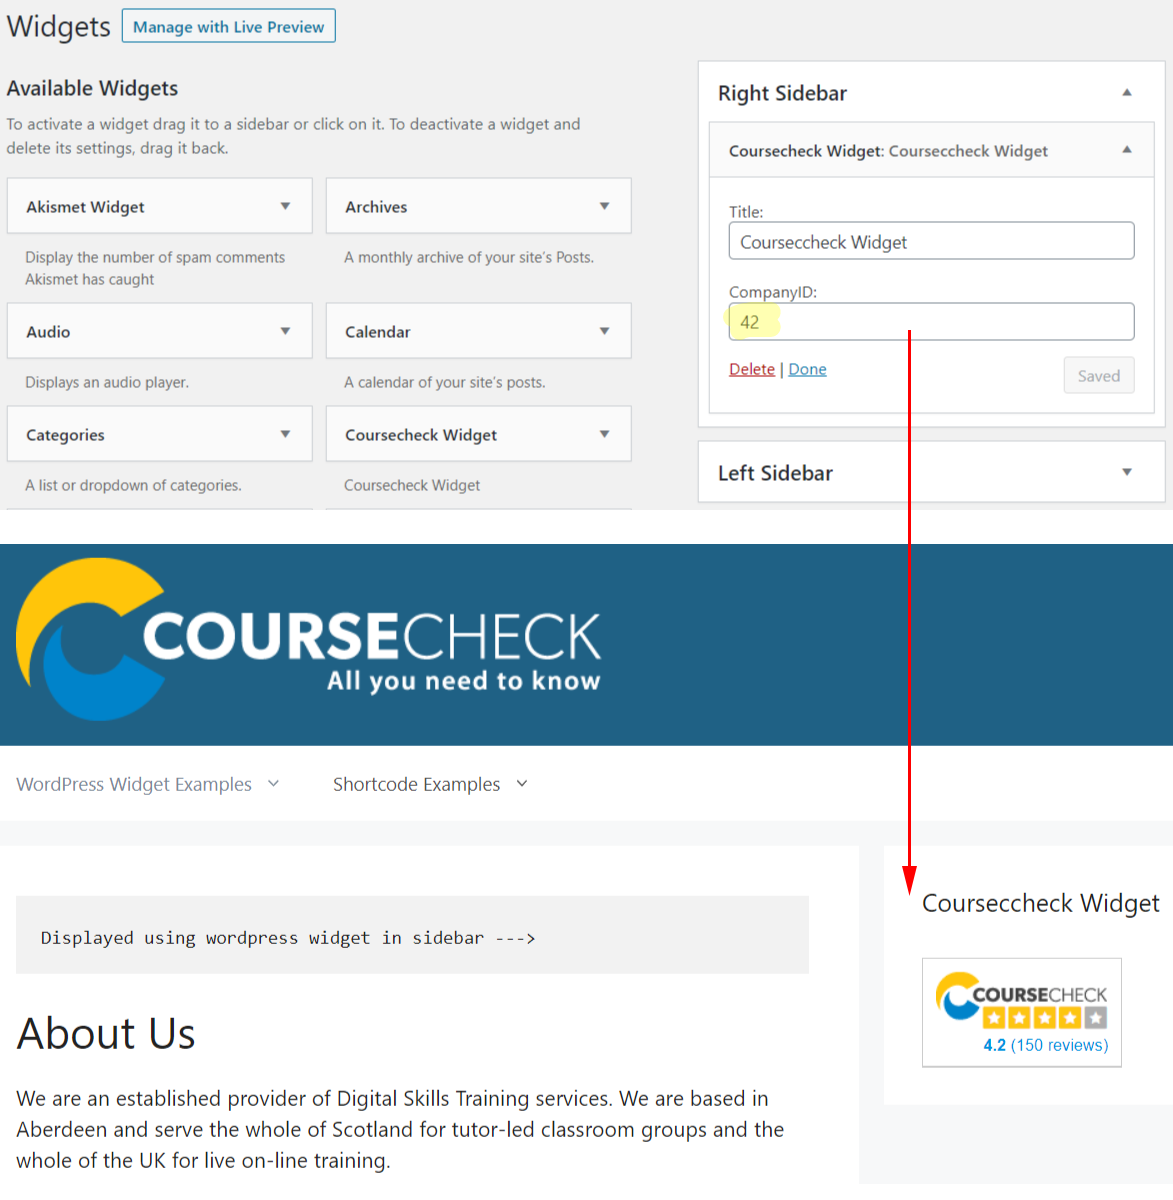 Widgets
Manage with Live Preview
Available Widgets
To activate a widget drag it to a sidebar or click on it. To deactivate a widget and
delete its settings, drag it back.
Akismet Widget
Archives
Display the number of spam comments
Akismet has caught
A monthly archive of your site's Posts.
Audio
Calendar
Displays an audio player.
A calendar of your site's posts.
Categories
Coursecheck Widget
A list or dropdown of categories.
Coursecheck Widget
Right Sidebar
Coursecheck Widget: Courseccheck Widget
Title:
Courseccheck Widget
CompanyID:
42
Delete | Done
Saved
Left Sidebar
COURSECHECK
All you need to know
WordPress Widget Examples
Shortcode Examples
Displayed using wordpress widget in sidebar --->
About Us
We are an established provider of Digital Skills Training services. We are based in
Aberdeen and serve the whole of Scotland for tutor-led classroom groups and the
whole of the UK for live on-line training.
Courseccheck Widget
COURSECHECK
4.2 (150 reviews)